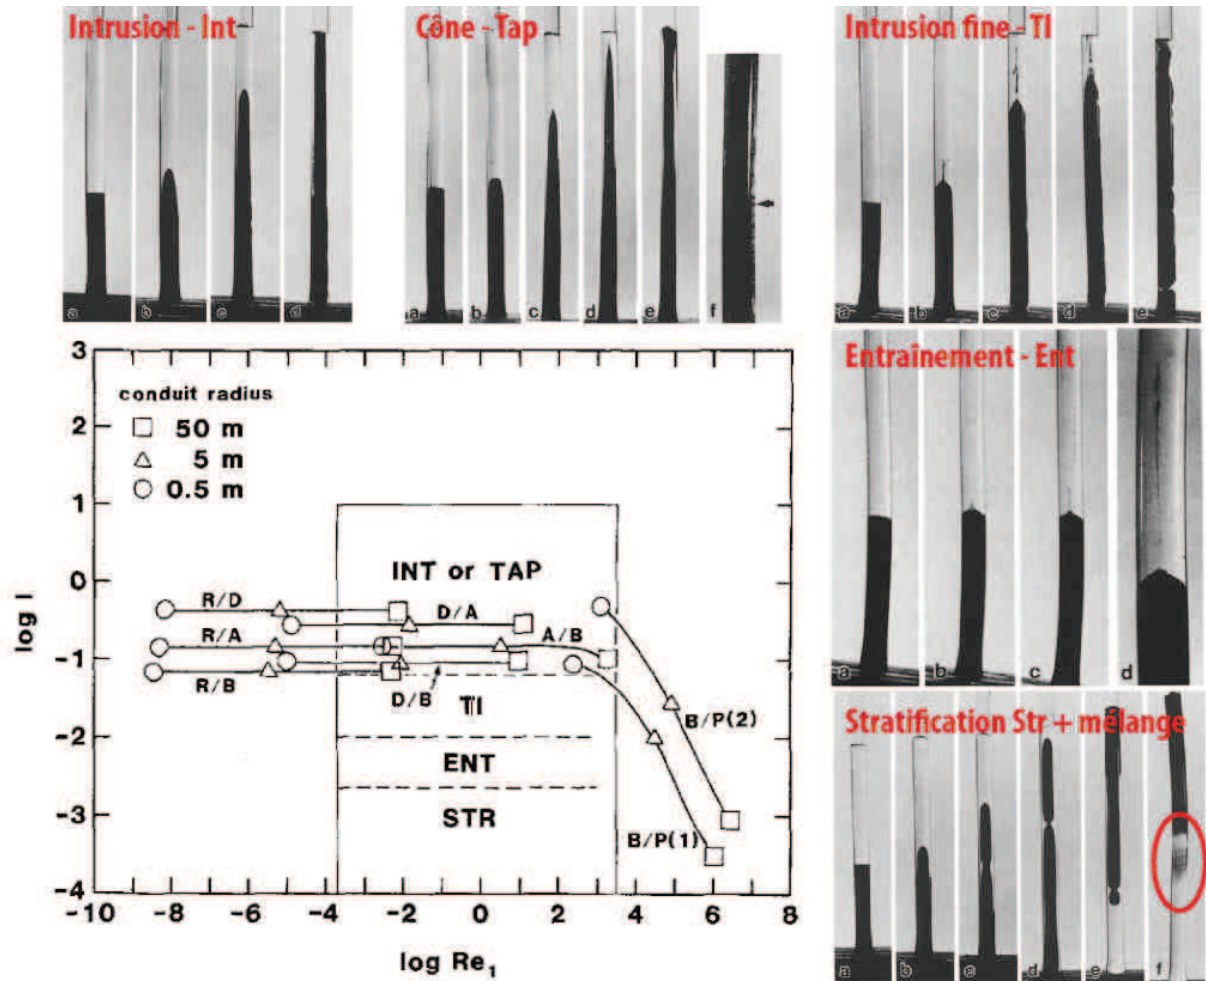 Intrusion - Int
a b c d
Cône -Tap
a b c d e f
Intrusion fine - TI
a b c d e
Entraînement - Ent
a b c d
Stratification Str + mélange
a b c d e f
3
2
1
0
-1
-2
-3
-4
log I
conduit radius
50 m
5 m
0.5 m
INT or TAP
R/D
D/A
R/A
A/B
R/B
D/B
TI
B/P(2)
ENT
STR
B/P(1)
-10 -8 -6 -4 -2 0 2 4 6 8
log Re₁